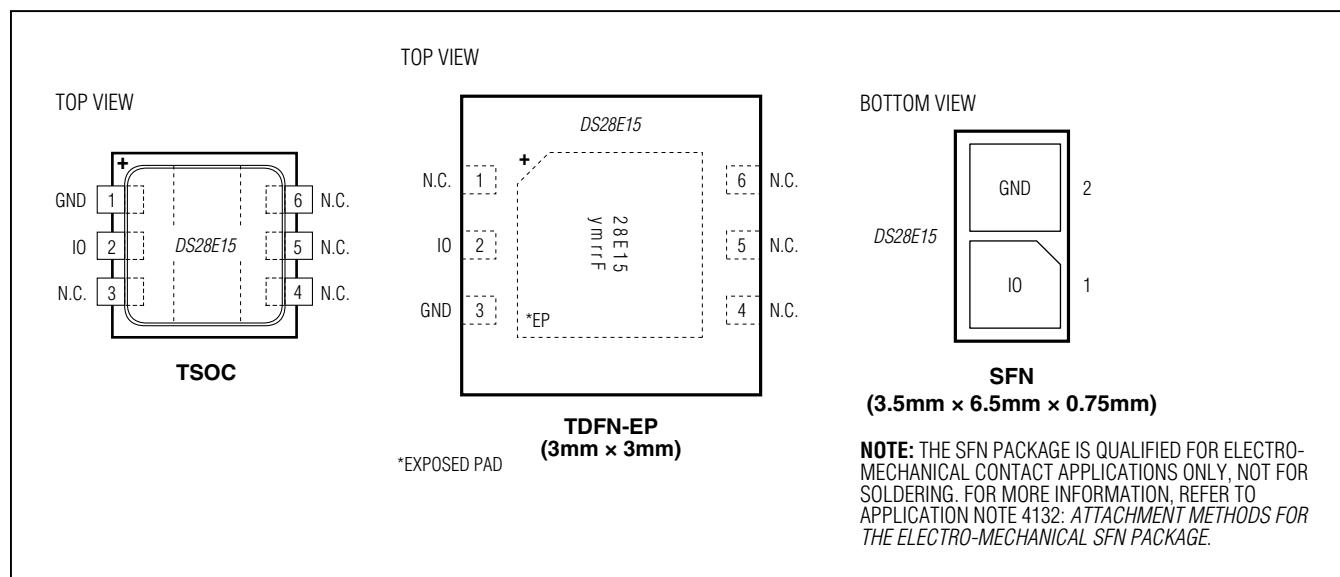 TOP VIEW
+
GND 1
IO 2
N.C. 3
6 N.C.
5 N.C.
4 N.C.
DS28E15
TSOC
TOP VIEW
DS28E15
+
N.C. 1
IO 2
GND 3
6 N.C.
5 N.C.
4 N.C.
28E15
ymrrF
*EP
TDFN-EP
(3mm × 3mm)
*EXPOSED PAD
BOTTOM VIEW
DS28E15
GND 2
IO 1
SFN
(3.5mm × 6.5mm × 0.75mm)
NOTE: THE SFN PACKAGE IS QUALIFIED FOR ELECTRO-
MECHANICAL CONTACT APPLICATIONS ONLY, NOT FOR
SOLDERING. FOR MORE INFORMATION, REFER TO
APPLICATION NOTE 4132: ATTACHMENT METHODS FOR
THE ELECTRO-MECHANICAL SFN PACKAGE.